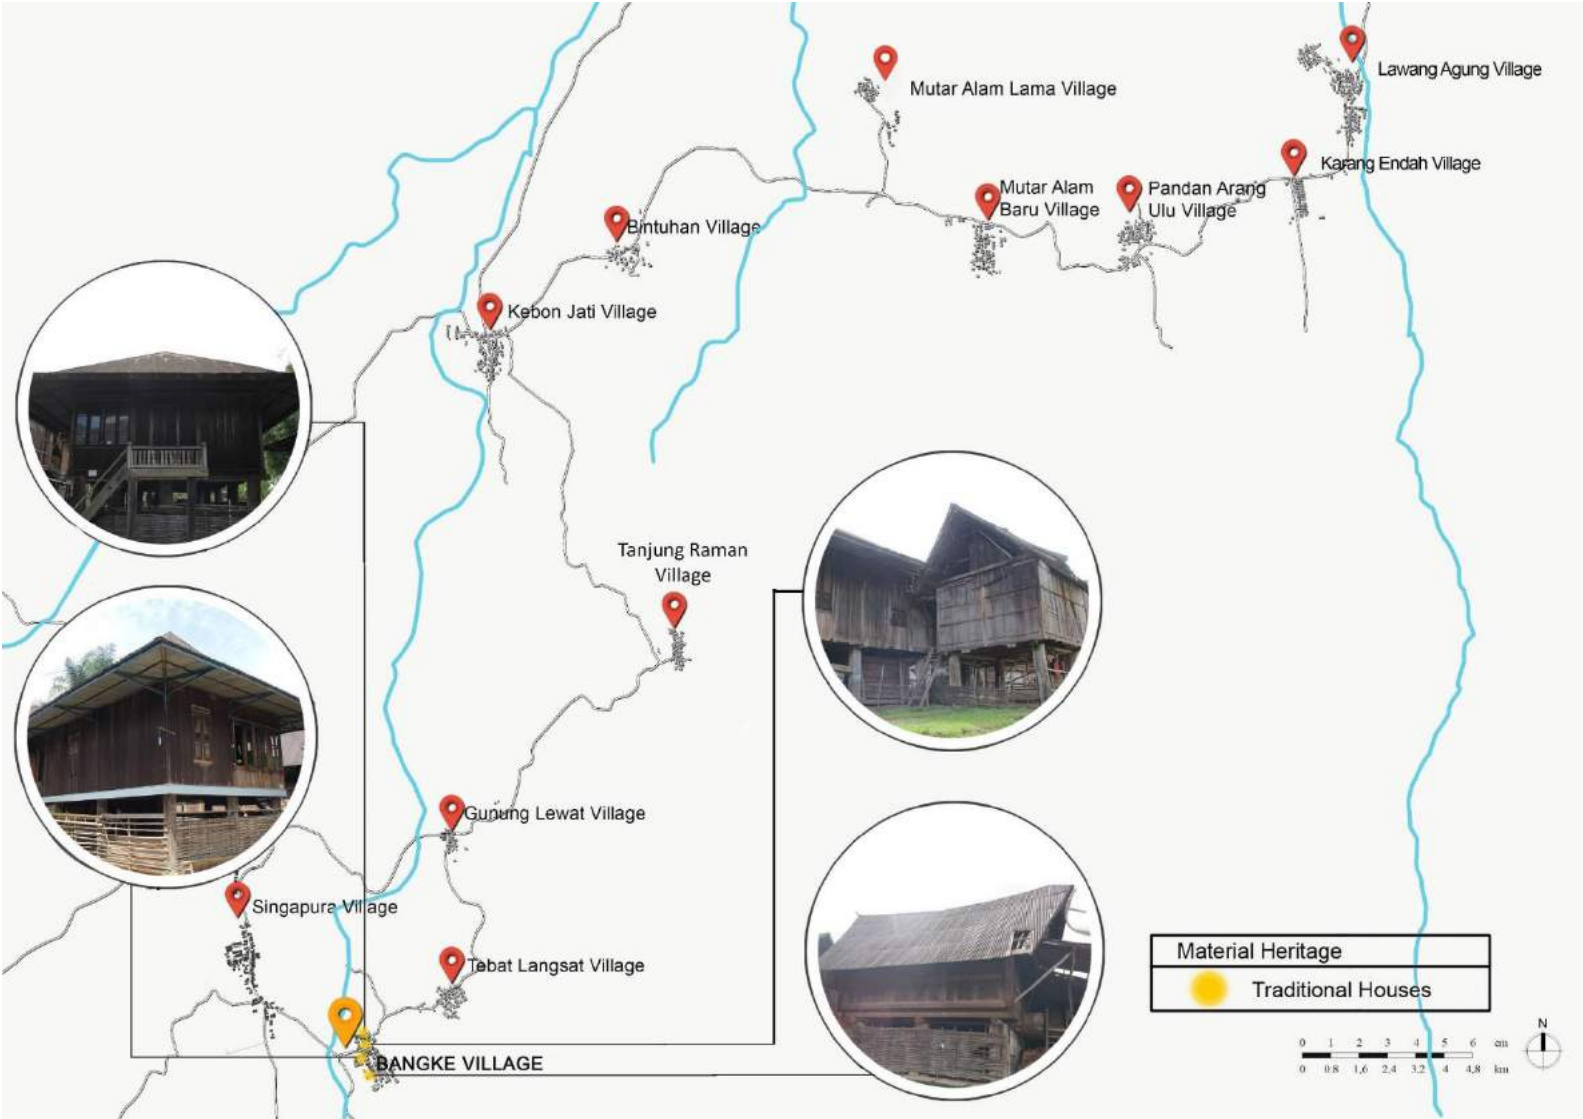 Lawang Agung Village
Mutar Alam Lama Village
Karang Endah Village
Mutar Alam
Baru Village
Pandan Arang
Ulu Village
Bintuhan Village
Kebon Jati Village
Tanjung Raman
Village
Gunung Lewat Village
Singapura Village
Tebat Langsat Village
BANGKE VILLAGE
Material Heritage
Traditional Houses
N
0 1 2 3 4 5 6 cm
0 0.8 1,6 2,4 3.2 4 4,8 km